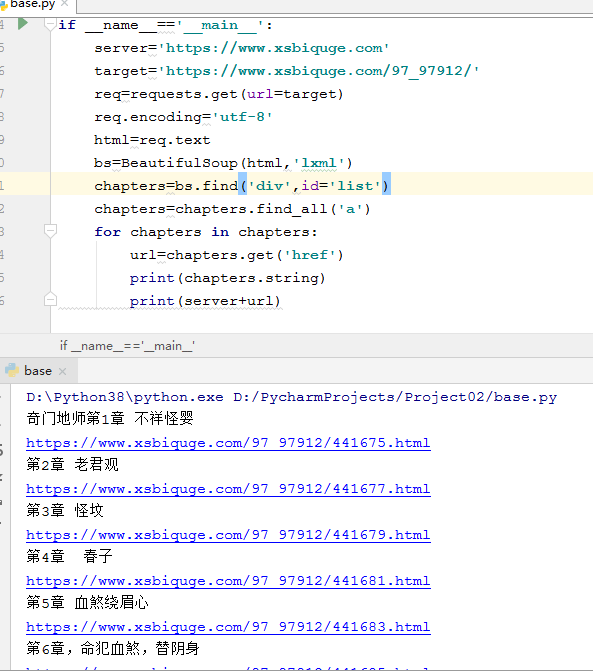 base.py
4 if __name__=='__main__':
5 server='https://www.xsbiquge.com'
6 target='https://www.xsbiquge.com/97_97912/'
7 req=requests.get(url=target)
8 req.encoding='utf-8'
9 html=req.text
0 bs=BeautifulSoup(html,'lxml')
1 chapters=bs.find('div',id='list')
2 chapters=chapters.find_all('a')
3 for chapters in chapters:
4 url=chapters.get('href')
5 print(chapters.string)
6 print(server+url)
if __name__=='__main__'
base
D:\Python38\python.exe D:/PycharmProjects/Project02/base.py
奇门地师第1章 不祥怪婴
https://www.xsbiquge.com/97_97912/441675.html
第2章 老君观
https://www.xsbiquge.com/97_97912/441677.html
第3章 怪坟
https://www.xsbiquge.com/97_97912/441679.html
第4章 春子
https://www.xsbiquge.com/97_97912/441681.html
第5章 血煞绕眉心
https://www.xsbiquge.com/97_97912/441683.html
第6章，命犯血煞，替阴身